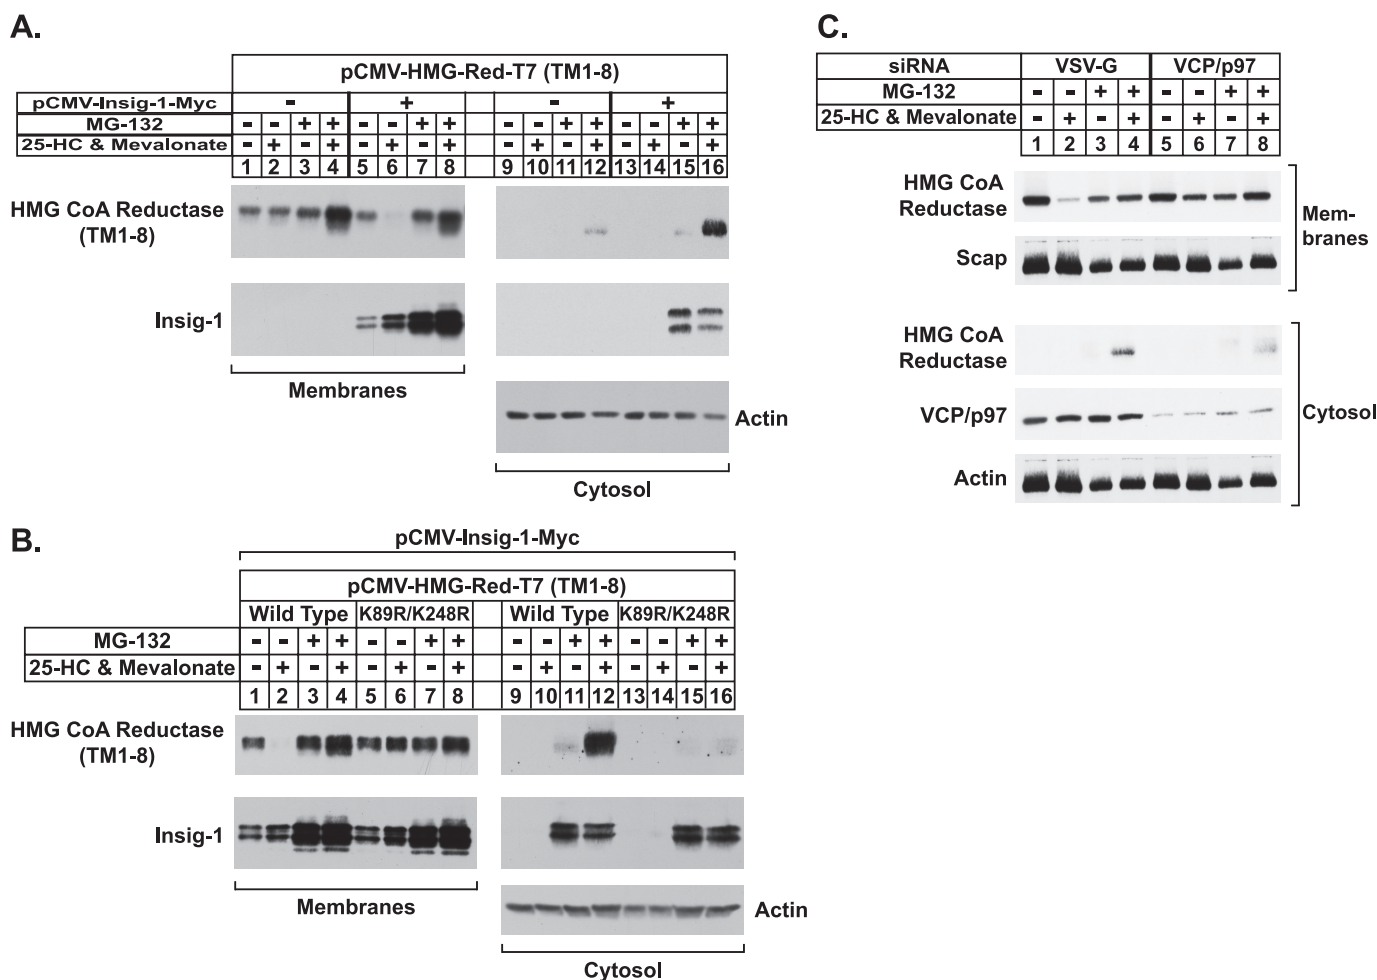 A.
pCMV-HMG-Red-T7 (TM1-8)
pCMV-Insig-1-Myc - + - +
MG-132 - - + + - - + + - - + + - - + +
25-HC & Mevalonate - + - + - + - + - + - + - + - +
1 2 3 4 5 6 7 8 9 10 11 12 13 14 15 16
HMG CoA Reductase
(TM1-8)
Insig-1
Membranes
Actin
Cytosol
B.
pCMV-Insig-1-Myc
pCMV-HMG-Red-T7 (TM1-8)
Wild Type K89R/K248R Wild Type K89R/K248R
MG-132 - - + + - - + + - - + + - - + +
25-HC & Mevalonate - + - + - + - + - + - + - + - +
1 2 3 4 5 6 7 8 9 10 11 12 13 14 15 16
HMG CoA Reductase
(TM1-8)
Insig-1
Membranes
Actin
Cytosol
C.
siRNA VSV-G VCP/p97
MG-132 - - + + - - + +
25-HC & Mevalonate - + - + - + - +
1 2 3 4 5 6 7 8
HMG CoA
Reductase
Scap
Mem-
branes
HMG CoA
Reductase
VCP/p97
Actin
Cytosol